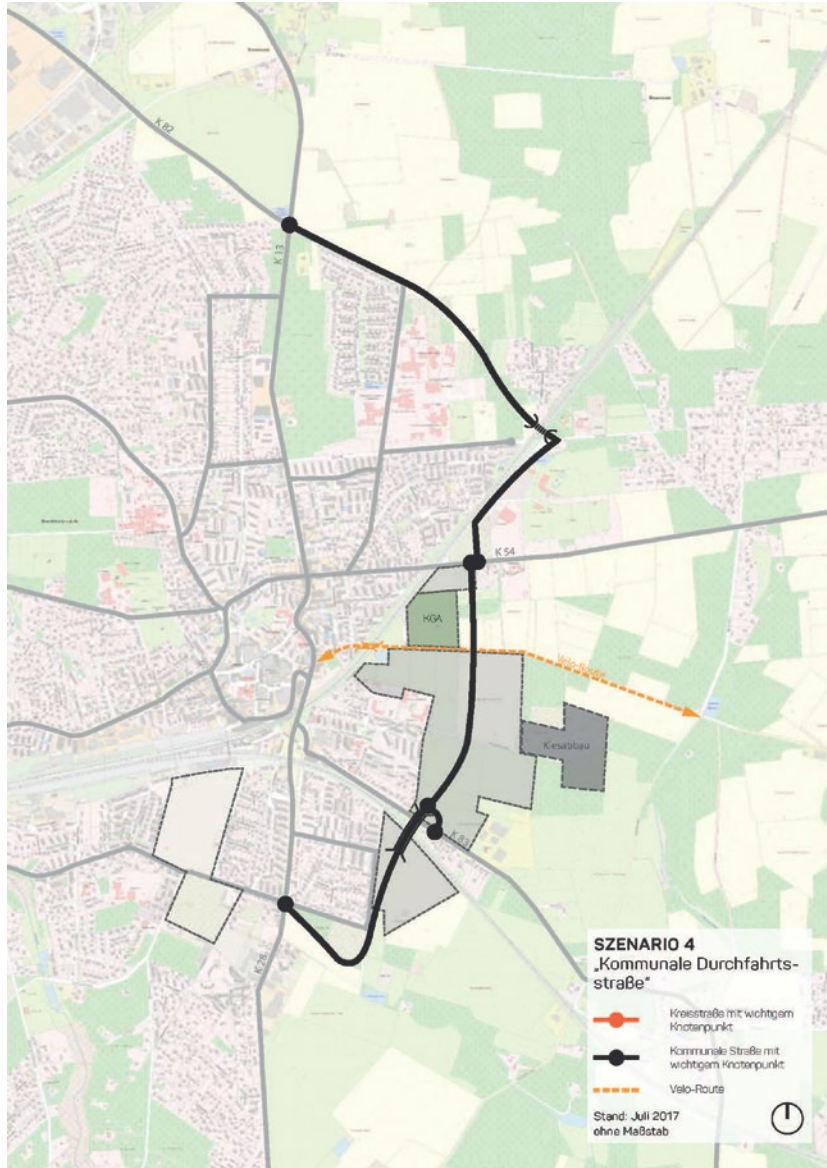 K 82
K 13
K 54
KGA
Velo-Route
Kiesabbau
K 83
K 28
SZENARIO 4
„Kommunale Durchfahrts-
straße“
Kreisstraße mit wichtigem
Knotenpunkt
Kommunale Straße mit
wichtigem Knotenpunkt
Velo-Route
Stand: Juli 2017
ohne Maßstab